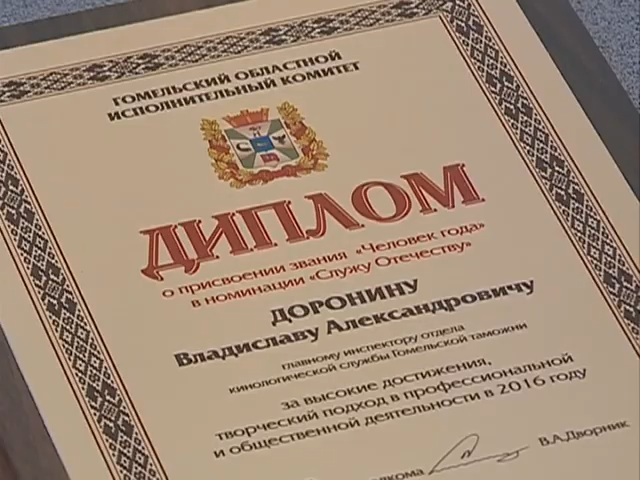 ГОМЕЛЬСКИЙ ОБЛАСТНОЙ
ИСПОЛНИТЕЛЬНЫЙ КОМИТЕТ
ДИПЛОМ
о присвоении звания «Человек года»
в номинации «Служу Отечеству»
ДОРОНИНУ
Владиславу Александровичу
главному инспектору отдела
кинологической службы Гомельской таможни
за высокие достижения,
творческий подход в профессиональной
и общественной деятельности в 2016 году
В.А.Дворник